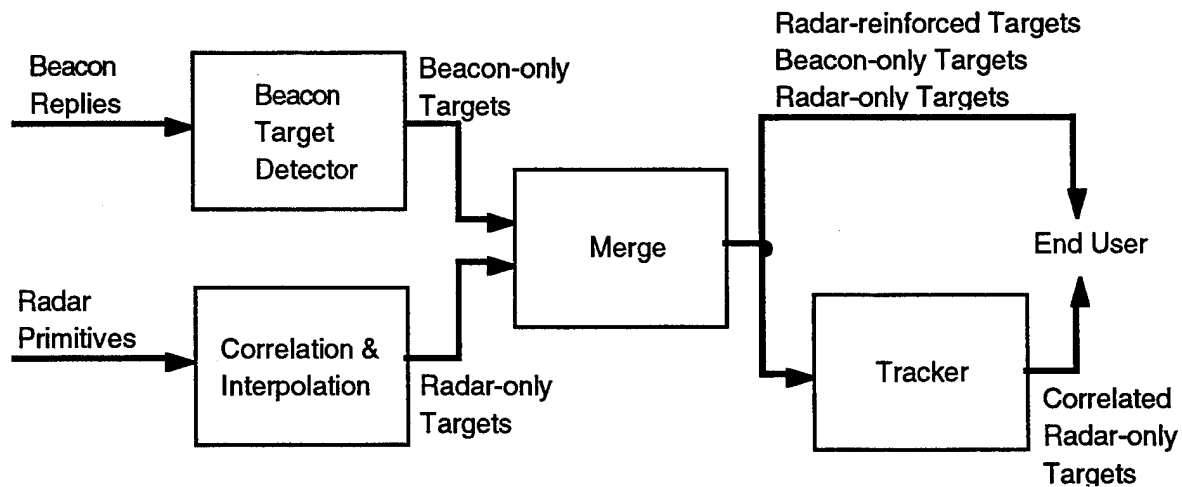 Beacon
Replies
Beacon
Target
Detector
Beacon-only
Targets
Radar
Primitives
Correlation &
Interpolation
Radar-only
Targets
Merge
Radar-reinforced Targets
Beacon-only Targets
Radar-only Targets
End User
Tracker
Correlated
Radar-only
Targets